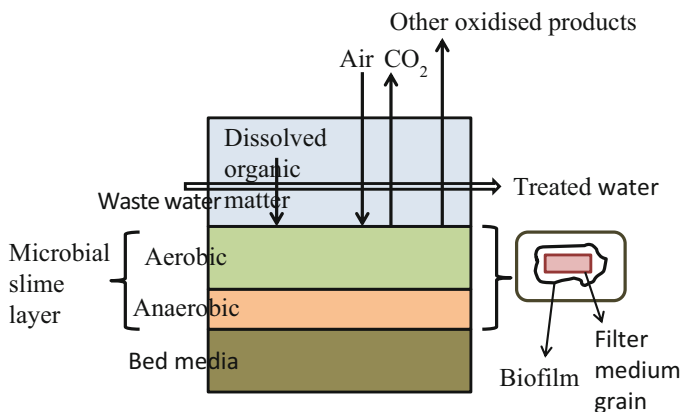 Other oxidised products
Air CO₂
Dissolved
organic
matter
Waste water
Treated water
Microbial
slime
layer
Aerobic
Anaerobic
Bed media
Biofilm
Filter
medium
grain